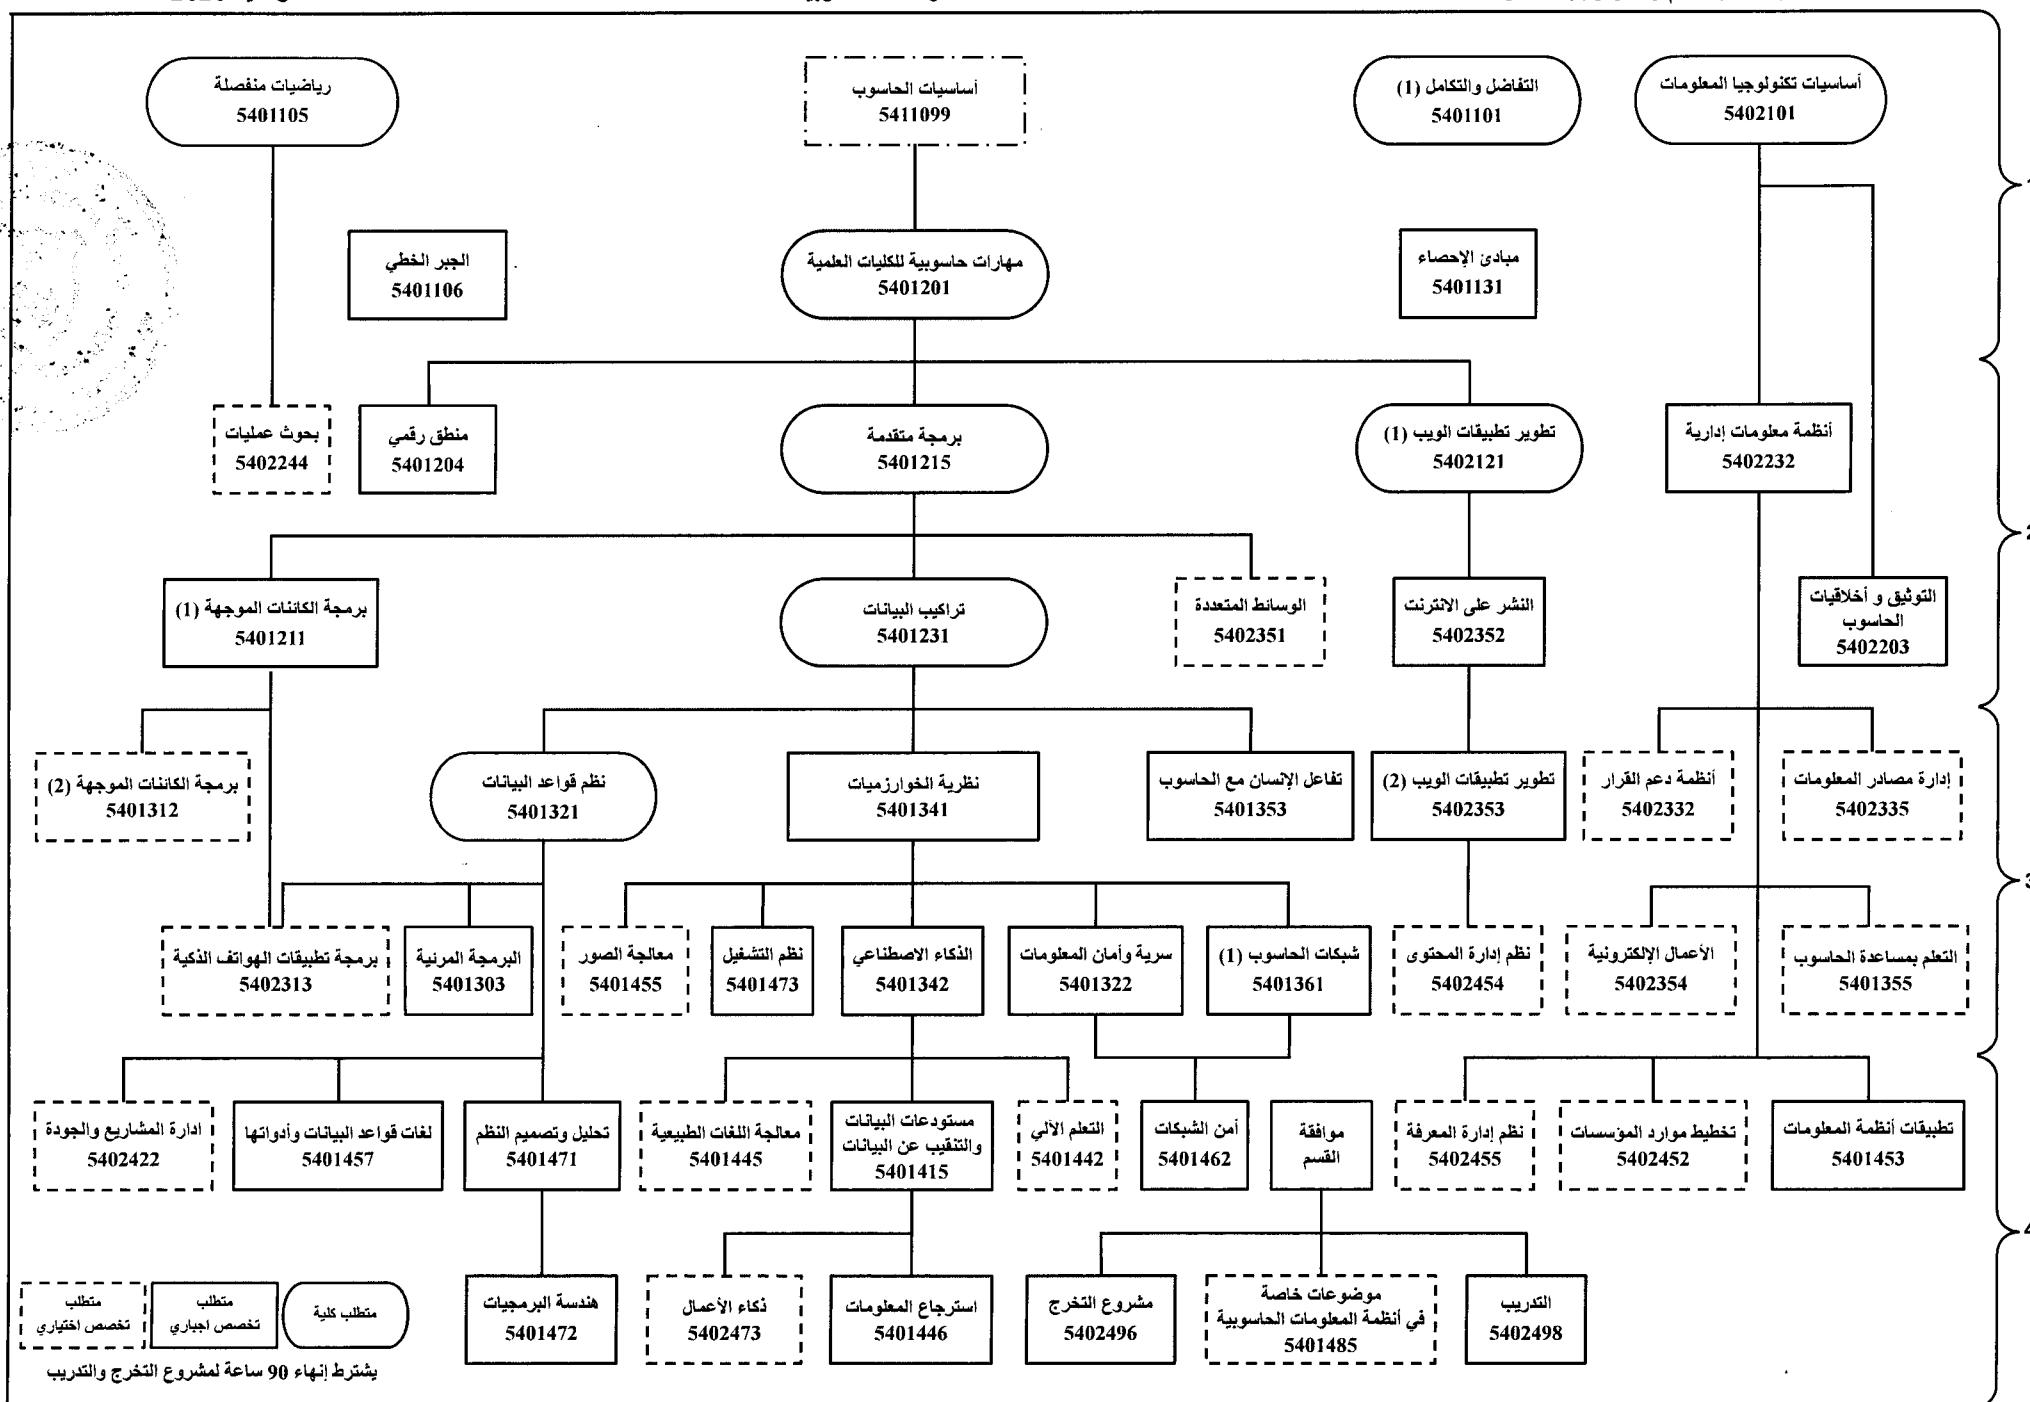 أساسيات تكنولوجيا المعلومات
5402101
التفاضل والتكامل (1)
5401101
أساسيات الحاسوب
5411099
رياضيات منفصلة
5401105
1
مبادئ الإحصاء
5401131
مهارات حاسوبية للكليات العلمية
5401201
الجبر الخطي
5401106
أنظمة معلومات إدارية
5402232
تطوير تطبيقات الويب (1)
5402121
برمجة متقدمة
5401215
منطق رقمي
5401204
بحوث عمليات
5402244
2
التوثيق و أخلاقيات
الحاسوب
5402203
النشر على الانترنت
5402352
الوسائط المتعددة
5402351
تراكيب البيانات
5401231
برمجة الكائنات الموجهة (1)
5401211
إدارة مصادر المعلومات
5402335
أنظمة دعم القرار
5402332
تطوير تطبيقات الويب (2)
5402353
تفاعل الإنسان مع الحاسوب
5401353
نظرية الخوارزميات
5401341
نظم قواعد البيانات
5401321
برمجة الكائنات الموجهة (2)
5401312
3
التعلم بمساعدة الحاسوب
5401355
الأعمال الإلكترونية
5402354
نظم إدارة المحتوى
5402454
شبكات الحاسوب (1)
5401361
سرية وأمان المعلومات
5401322
الذكاء الاصطناعي
5401342
نظم التشغيل
5401473
معالجة الصور
5401455
البرمجة المرئية
5401303
برمجة تطبيقات الهواتف الذكية
5402313
تطبيقات أنظمة المعلومات
5401453
تخطيط موارد المؤسسات
5402452
نظم إدارة المعرفة
5402455
موافقة
القسم
أمن الشبكات
5401462
التعلم الآلي
5401442
مستودعات البيانات
والتنقيب عن البيانات
5401415
معالجة اللغات الطبيعية
5401445
تحليل وتصميم النظم
5401471
لغات قواعد البيانات وأدواتها
5401457
ادارة المشاريع والجودة
5402422
4
التدريب
5402498
موضوعات خاصة
في أنظمة المعلومات الحاسوبية
5401485
مشروع التخرج
5402496
استرجاع المعلومات
5401446
ذكاء الأعمال
5402473
هندسة البرمجيات
5401472
متطلب كلية
متطلب
تخصص اجباري
متطلب
تخصص اختياري
يشترط إنهاء 90 ساعة لمشروع التخرج والتدريب